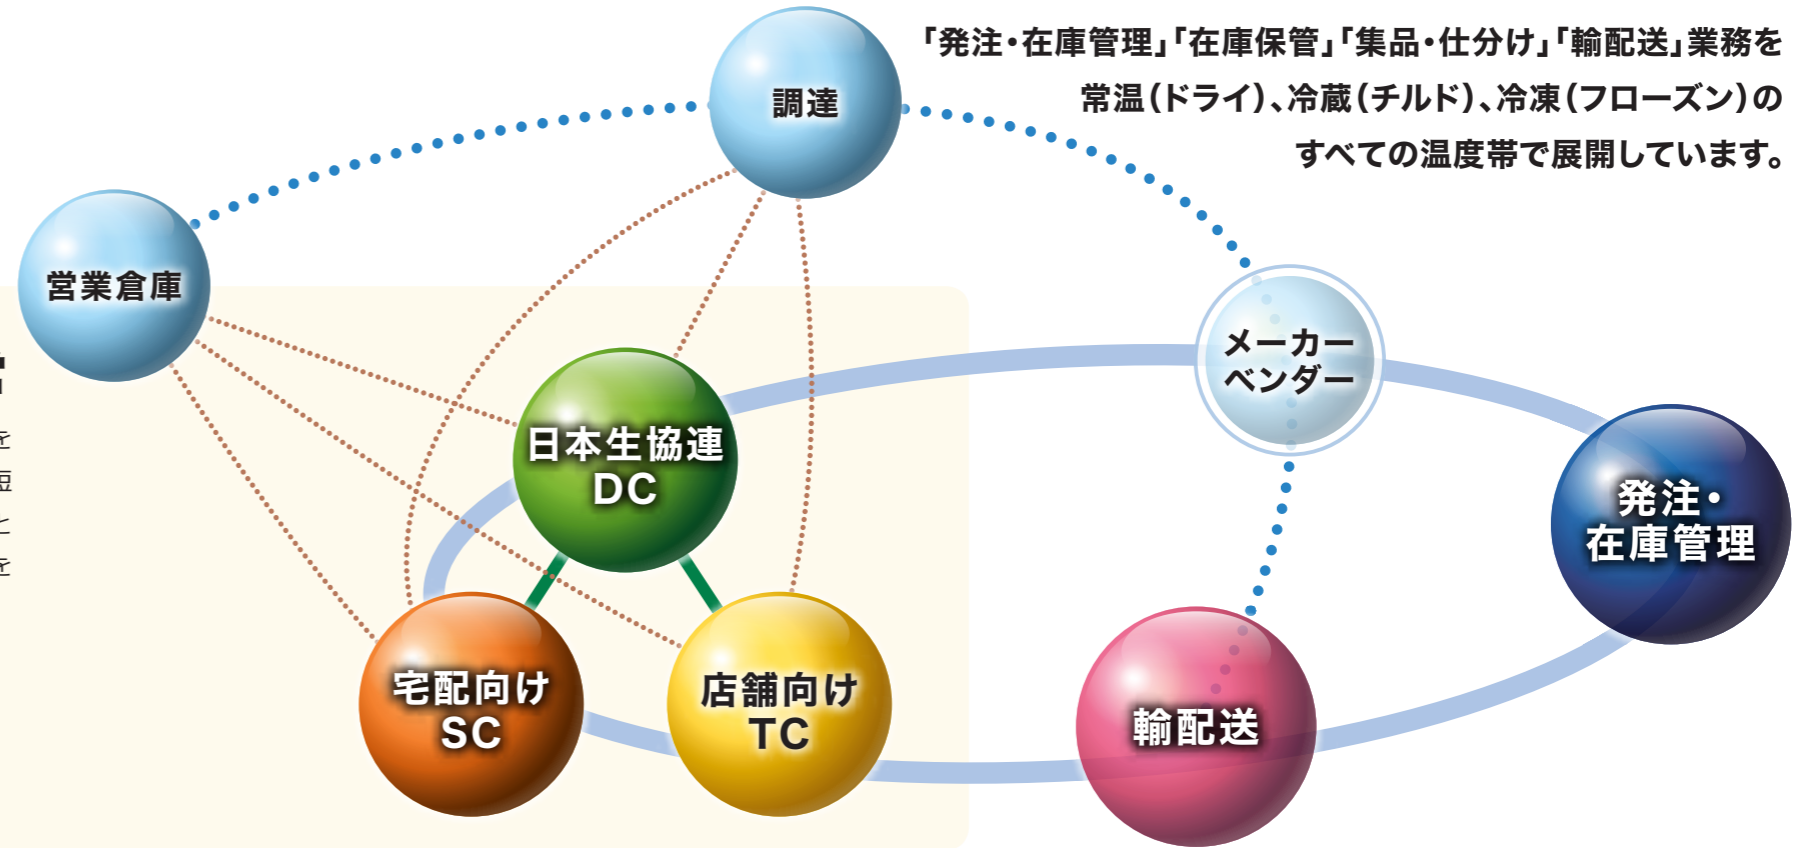 「発注・在庫管理」「在庫保管」「集品・仕分け」「輸配送」業務を
常温（ドライ）、冷蔵（チルド）、冷凍（フローズン）の
すべての温度帯で展開しています。
調達
営業倉庫
メーカー
ベンダー
日本生協連
DC
発注・
在庫管理
宅配向け
SC
店舗向け
TC
輸配送
を
短
と
を